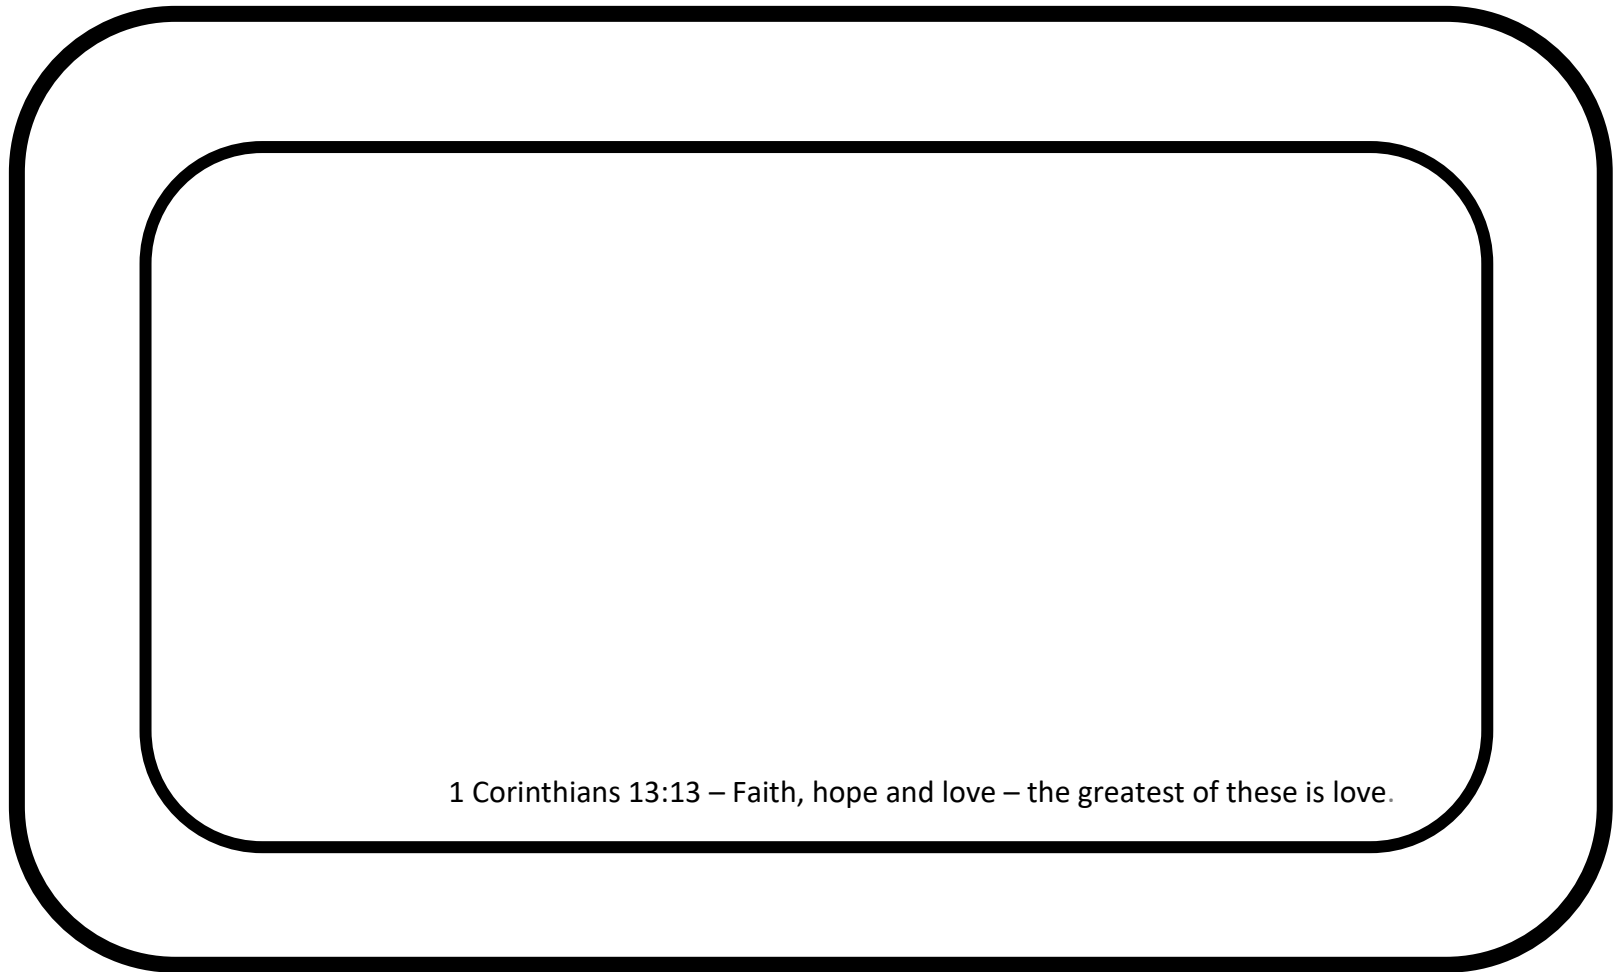 1 Corinthians 13:13 – Faith, hope and love – the greatest of these is love.